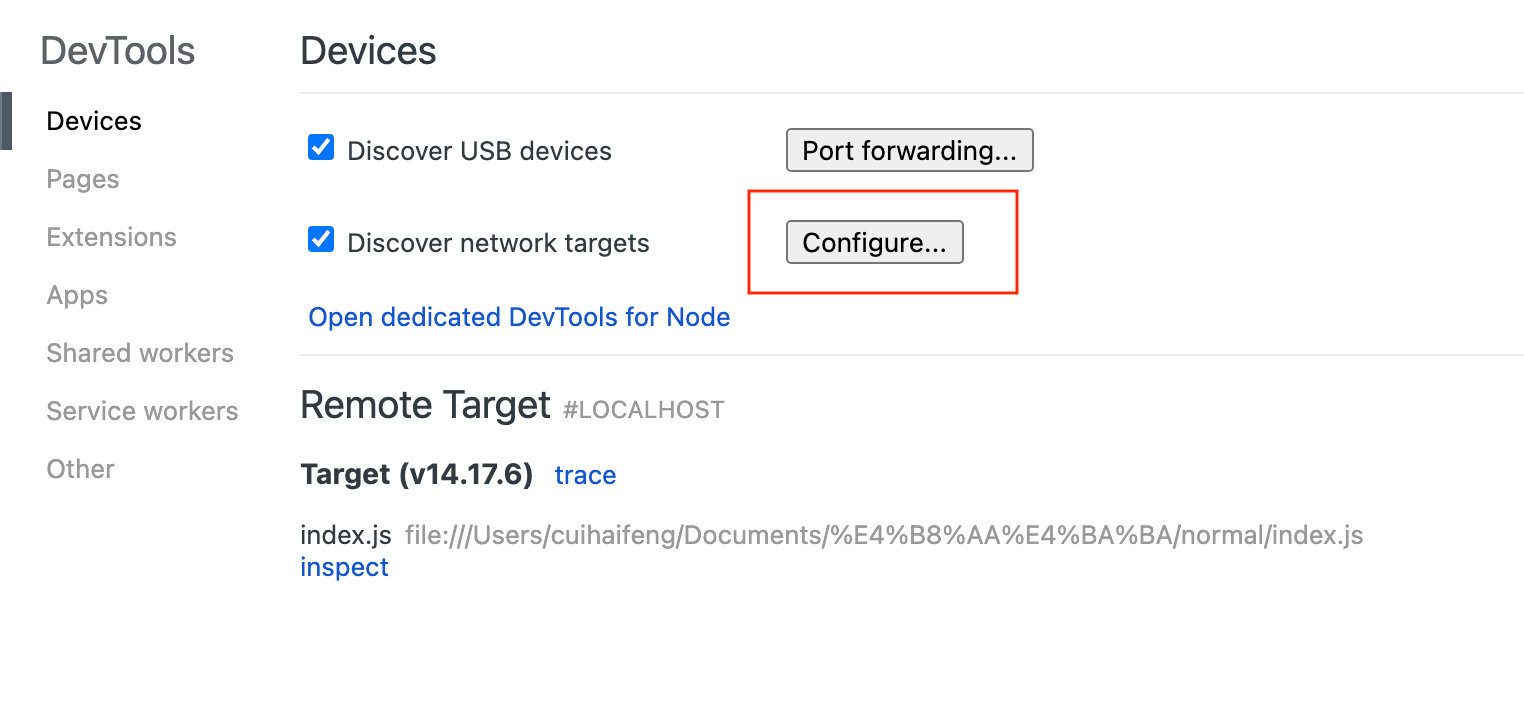 DevTools
Devices
Pages
Extensions
Apps
Shared workers
Service workers
Other
Devices
Discover USB devices
Port forwarding...
Discover network targets
Configure...
Open dedicated DevTools for Node
Remote Target #LOCALHOST
Target (v14.17.6) trace
index.js file:///Users/cuihaifeng/Documents/%E4%B8%AA%E4%BA%BA/normal/index.js
inspect